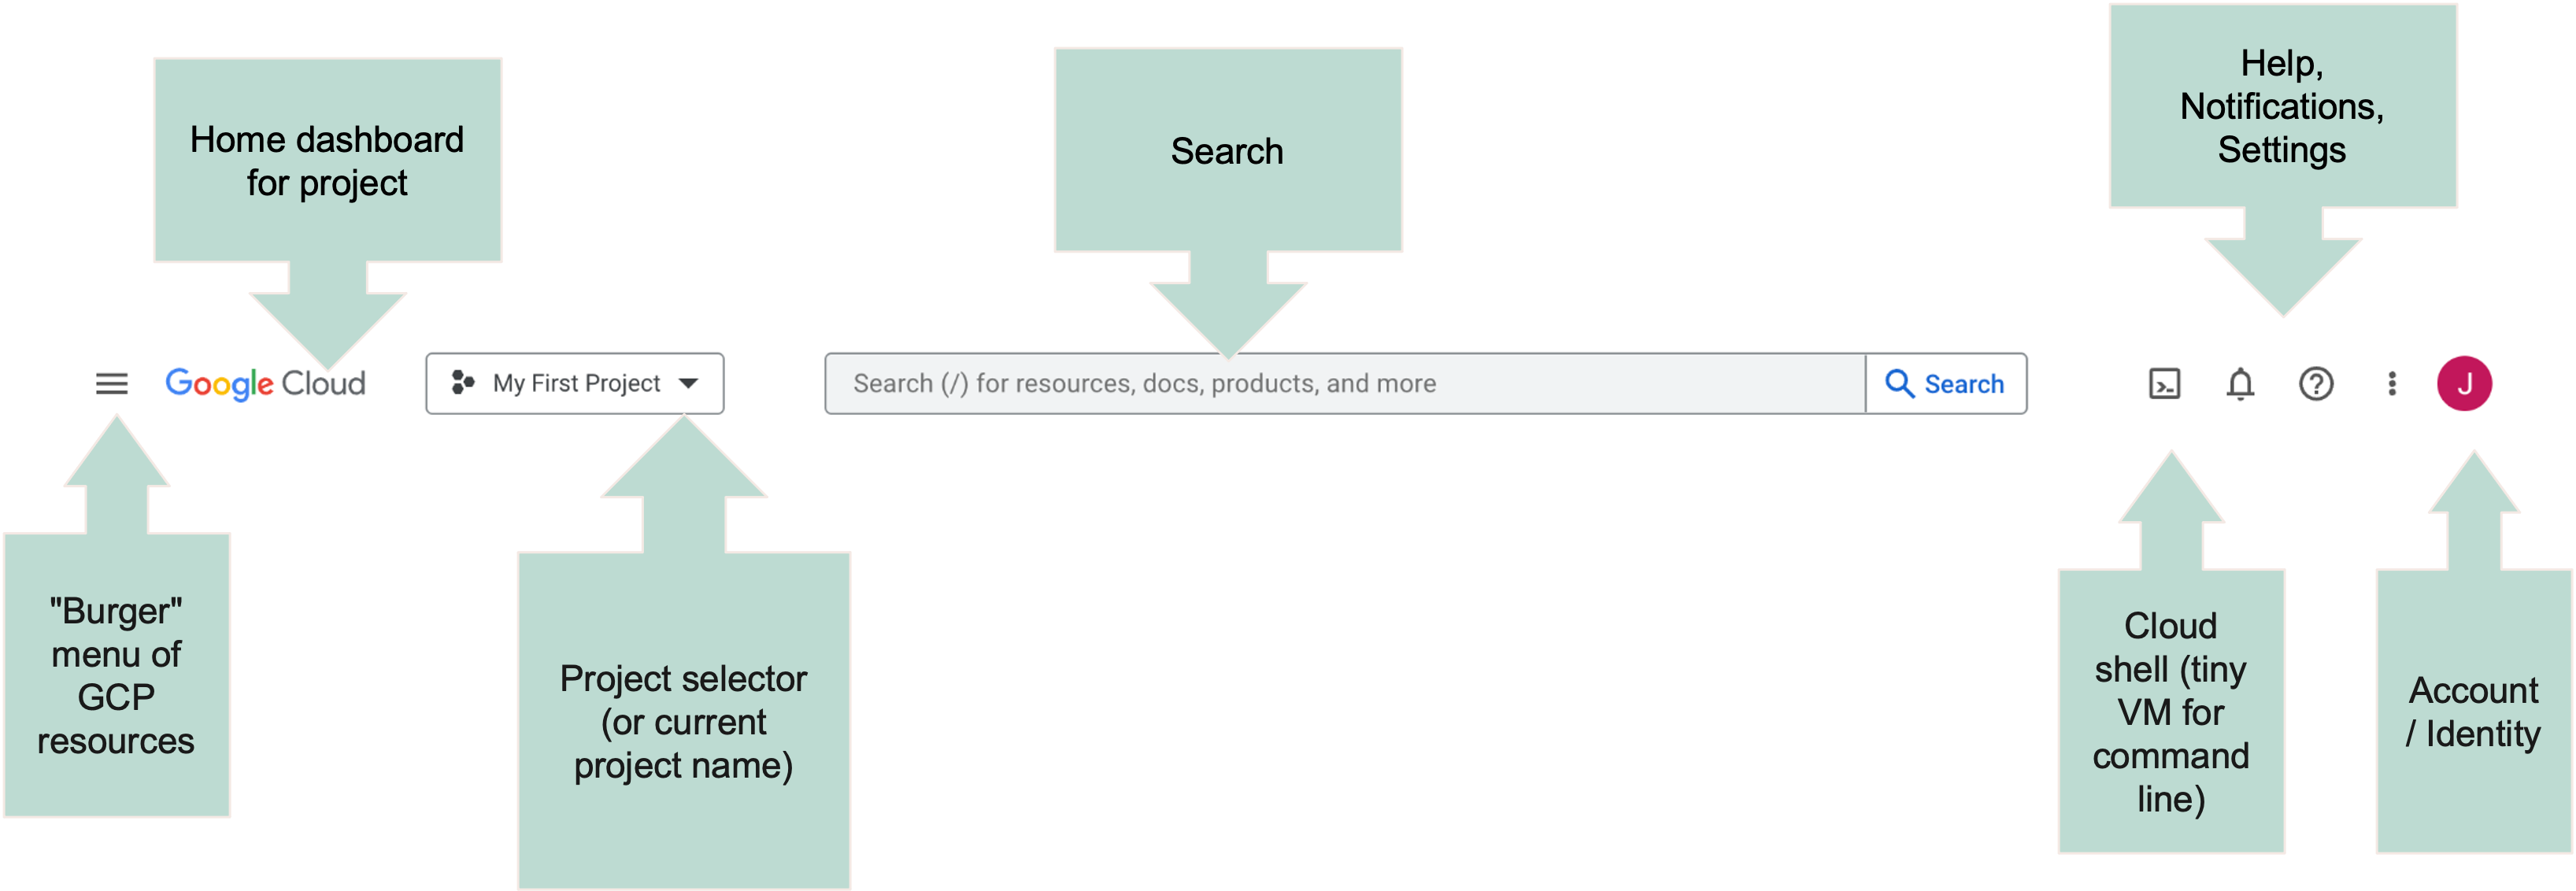 Home dashboard
for project
Search
Help,
Notifications,
Settings
Google Cloud
My First Project
Search (/) for resources, docs, products, and more
Search
J
"Burger"
menu of
GCP
resources
Project selector
(or current
project name)
Cloud
shell (tiny
VM for
command
line)
Account
/ Identity